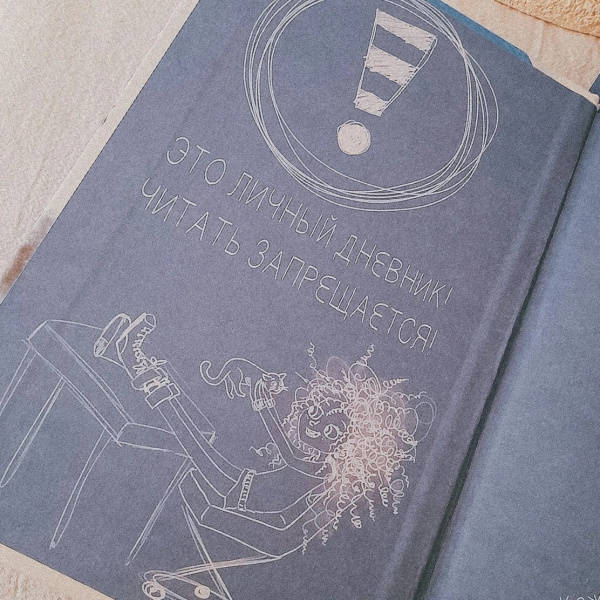 ЭТО ЛИЧНЫЙ ДНЕВНИК!
ЧИТАТЬ ЗАПРЕЩАЕТСЯ!